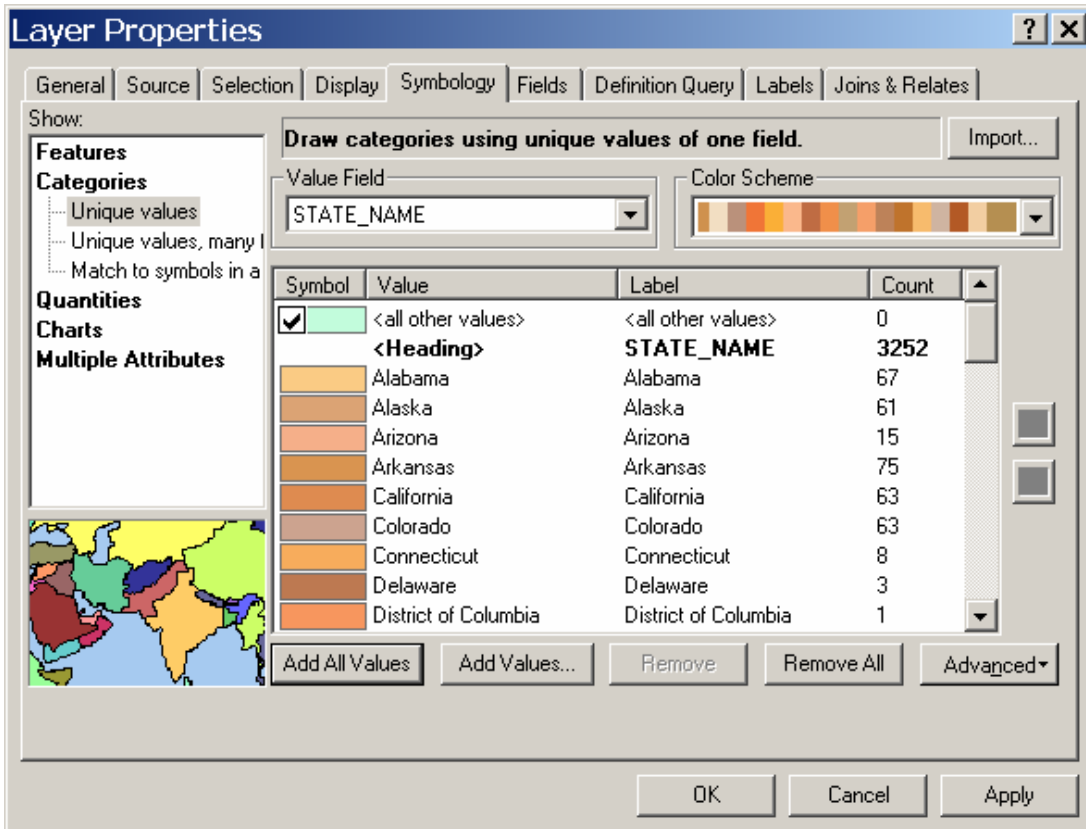 Layer Properties
? X
General Source Selection Display Symbology Fields Definition Query Labels Joins & Relates
Show:
Features
Categories
Unique values
Unique values, many
Match to symbols in a
Quantities
Charts
Multiple Attributes
Draw categories using unique values of one field.
Import...
Value Field
STATE_NAME
Color Scheme
Symbol Value Label Count
<all other values> <all other values> 0
<Heading> STATE_NAME 3252
Alabama Alabama 67
Alaska Alaska 61
Arizona Arizona 15
Arkansas Arkansas 75
California California 63
Colorado Colorado 63
Connecticut Connecticut 8
Delaware Delaware 3
District of Columbia District of Columbia 1
Add All Values Add Values... Remove Remove All Advanced
OK Cancel Apply